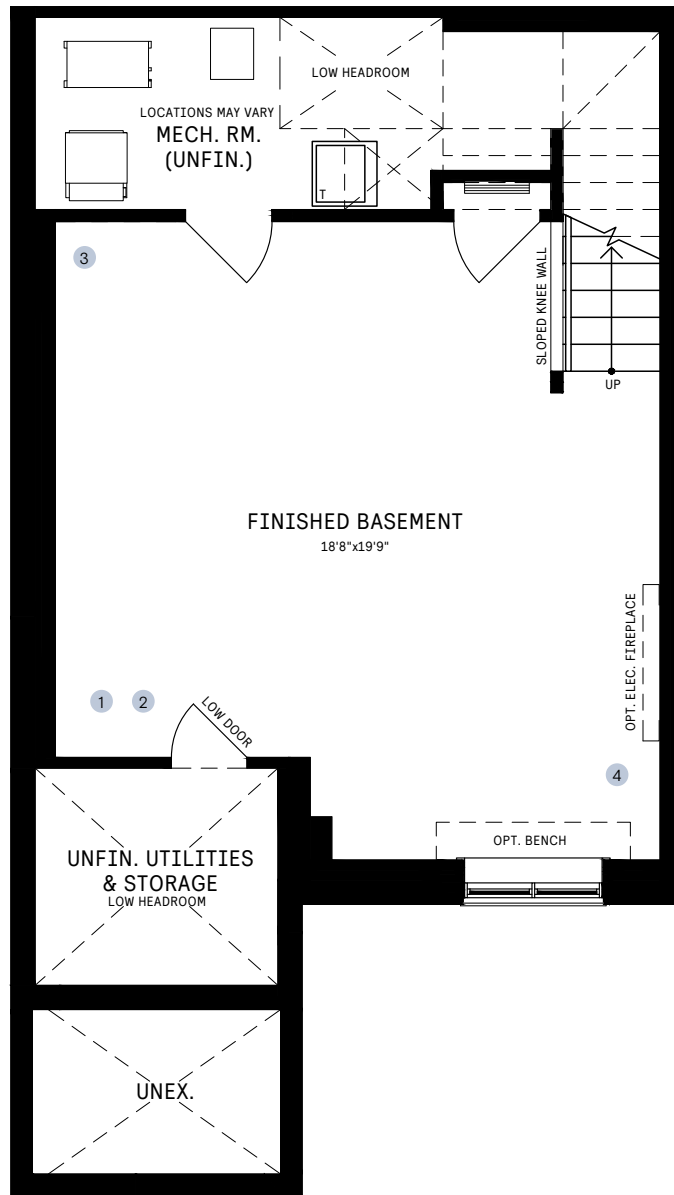 LOW HEADROOM
LOCATIONS MAY VARY
MECH. RM.
(UNFIN.)
T
3
SLOPED KNEE WALL
UP
FINISHED BASEMENT
18'8"x19'9"
OPT. ELEC. FIREPLACE
1
2
LOW DOOR
4
OPT. BENCH
UNFIN. UTILITIES
& STORAGE
LOW HEADROOM
UNEX.